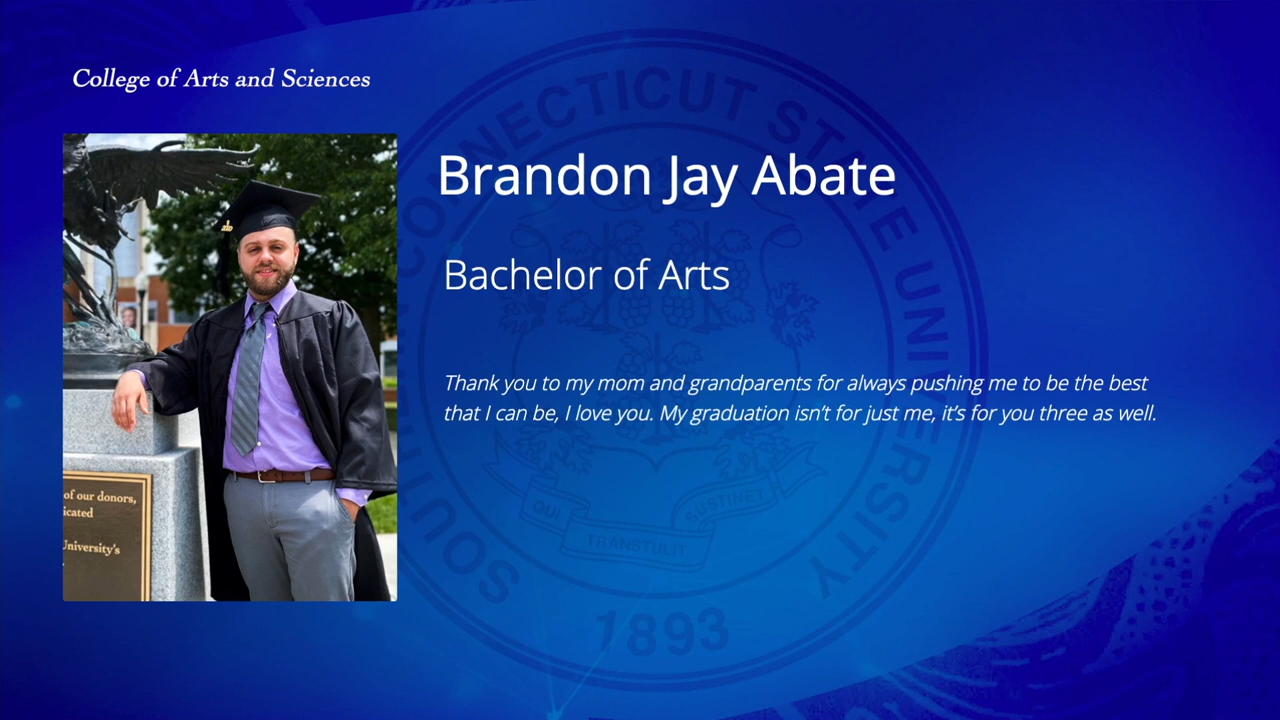 College of Arts and Sciences
Brandon Jay Abate
Bachelor of Arts
Thank you to my mom and grandparents for always pushing me to be the best
that I can be, I love you. My graduation isn't for just me, it's for you three as well.
of our donors,
icated
University's
SOUTHERN CONNECTICUT STATE UNIVERSITY
QUI TRANSTULIT SUSTINET
1893